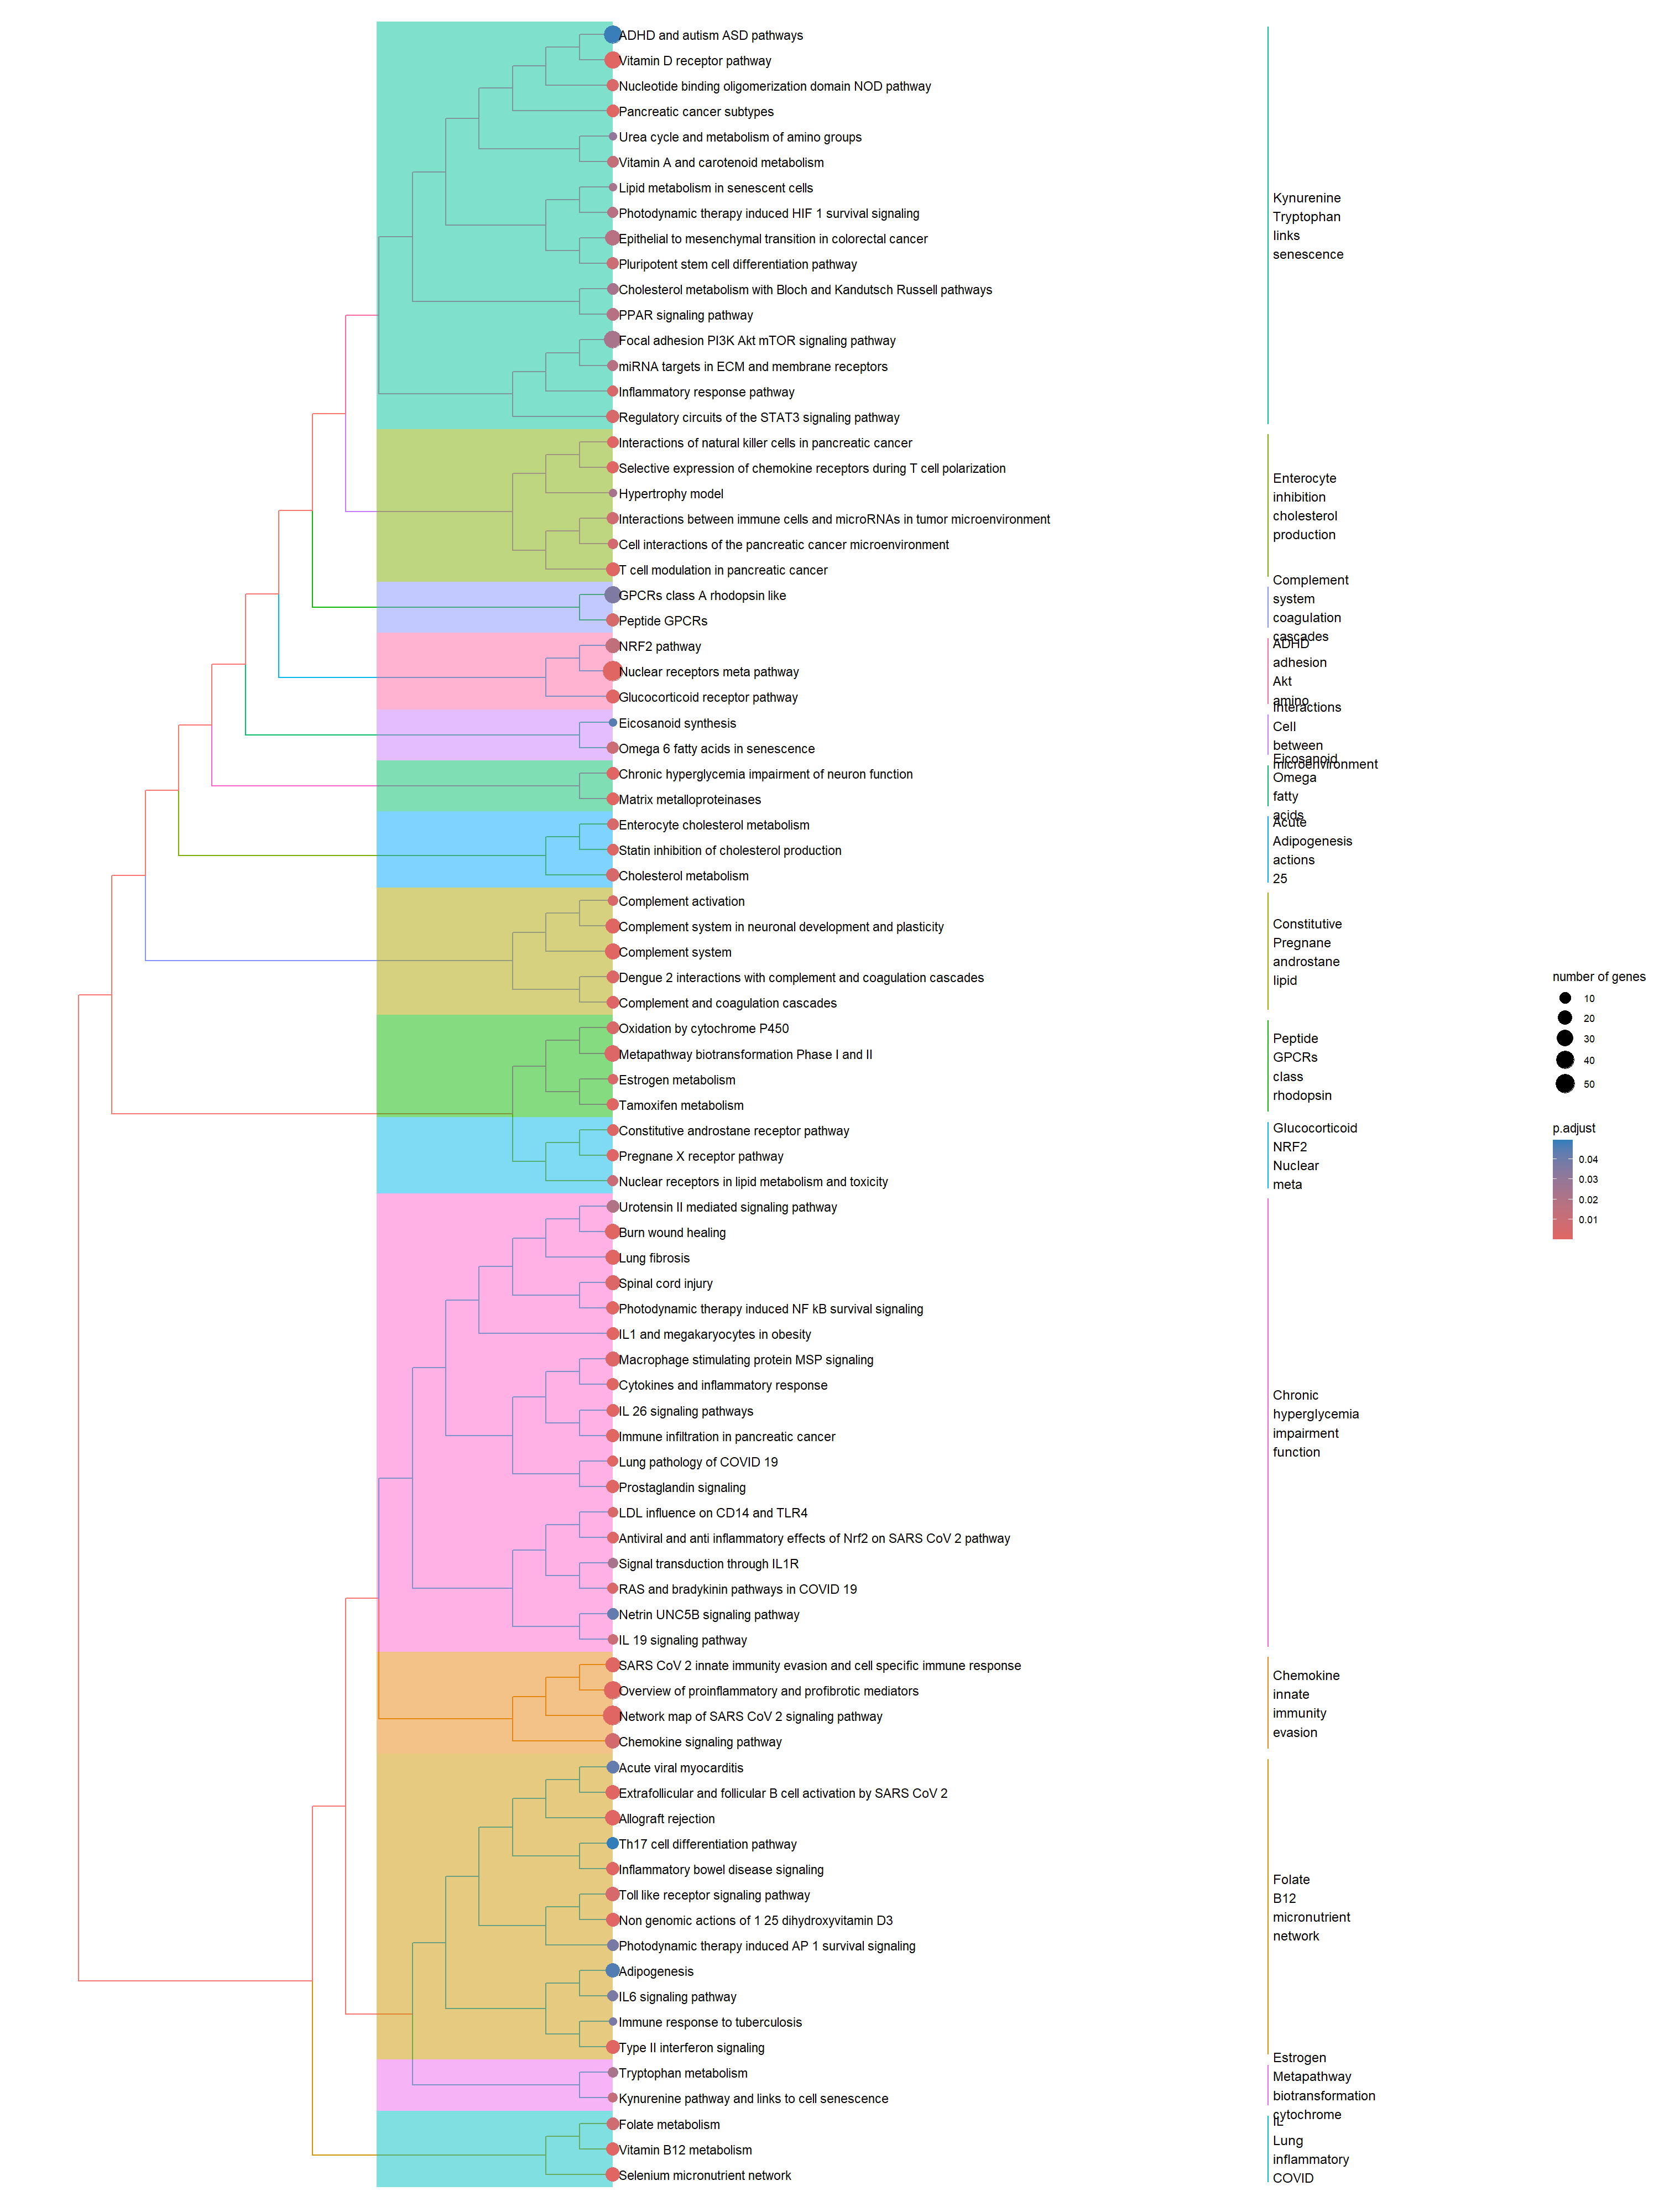 ADHD and autism ASD pathways
Vitamin D receptor pathway
Nucleotide binding oligomerization domain NOD pathway
Pancreatic cancer subtypes
Urea cycle and metabolism of amino groups
Vitamin A and carotenoid metabolism
Lipid metabolism in senescent cells
Photodynamic therapy induced HIF 1 survival signaling
Epithelial to mesenchymal transition in colorectal cancer
Pluripotent stem cell differentiation pathway
Cholesterol metabolism with Bloch and Kandutsch Russell pathways
PPAR signaling pathway
Focal adhesion PI3K Akt mTOR signaling pathway
miRNA targets in ECM and membrane receptors
Inflammatory response pathway
Regulatory circuits of the STAT3 signaling pathway
Interactions of natural killer cells in pancreatic cancer
Selective expression of chemokine receptors during T cell polarization
Hypertrophy model
Interactions between immune cells and microRNAs in tumor microenvironment
Cell interactions of the pancreatic cancer microenvironment
T cell modulation in pancreatic cancer
GPCRs class A rhodopsin like
Peptide GPCRs
NRF2 pathway
Nuclear receptors meta pathway
Glucocorticoid receptor pathway
Eicosanoid synthesis
Omega 6 fatty acids in senescence
Chronic hyperglycemia impairment of neuron function
Matrix metalloproteinases
Enterocyte cholesterol metabolism
Statin inhibition of cholesterol production
Cholesterol metabolism
Complement activation
Complement system in neuronal development and plasticity
Complement system
Dengue 2 interactions with complement and coagulation cascades
Complement and coagulation cascades
Oxidation by cytochrome P450
Metapathway biotransformation Phase I and II
Estrogen metabolism
Tamoxifen metabolism
Constitutive androstane receptor pathway
Pregnane X receptor pathway
Nuclear receptors in lipid metabolism and toxicity
Urotensin II mediated signaling pathway
Burn wound healing
Lung fibrosis
Spinal cord injury
Photodynamic therapy induced NF kB survival signaling
IL1 and megakaryocytes in obesity
Macrophage stimulating protein MSP signaling
Cytokines and inflammatory response
IL 26 signaling pathways
Immune infiltration in pancreatic cancer
Lung pathology of COVID 19
Prostaglandin signaling
LDL influence on CD14 and TLR4
Antiviral and anti inflammatory effects of Nrf2 on SARS CoV 2 pathway
Signal transduction through IL1R
RAS and bradykinin pathways in COVID 19
Netrin UNC5B signaling pathway
IL 19 signaling pathway
SARS CoV 2 innate immunity evasion and cell specific immune response
Overview of proinflammatory and profibrotic mediators
Network map of SARS CoV 2 signaling pathway
Chemokine signaling pathway
Acute viral myocarditis
Extrafollicular and follicular B cell activation by SARS CoV 2
Allograft rejection
Th17 cell differentiation pathway
Inflammatory bowel disease signaling
Toll like receptor signaling pathway
Non genomic actions of 1 25 dihydroxyvitamin D3
Photodynamic therapy induced AP 1 survival signaling
Adipogenesis
IL6 signaling pathway
Immune response to tuberculosis
Type II interferon signaling
Tryptophan metabolism
Kynurenine pathway and links to cell senescence
Folate metabolism
Vitamin B12 metabolism
Selenium micronutrient network
Kynurenine
Tryptophan
links
senescence
Enterocyte
inhibition
cholesterol
production
Complement
system
coagulation
cascades
ADHD
adhesion
Akt
amino
Interactions
Cell
between
microenvironment
Eicosanoid
Omega
fatty
acids
Acute
Adipogenesis
actions
25
Constitutive
Pregnane
androstane
lipid
Peptide
GPCRs
class
rhodopsin
Glucocorticoid
NRF2
Nuclear
meta
Chronic
hyperglycemia
impairment
function
Chemokine
innate
immunity
evasion
Folate
B12
micronutrient
network
Estrogen
Metapathway
biotransformation
cytochrome
IL
Lung
inflammatory
COVID
number of genes
10
20
30
40
50
p.adjust
0.04
0.03
0.02
0.01